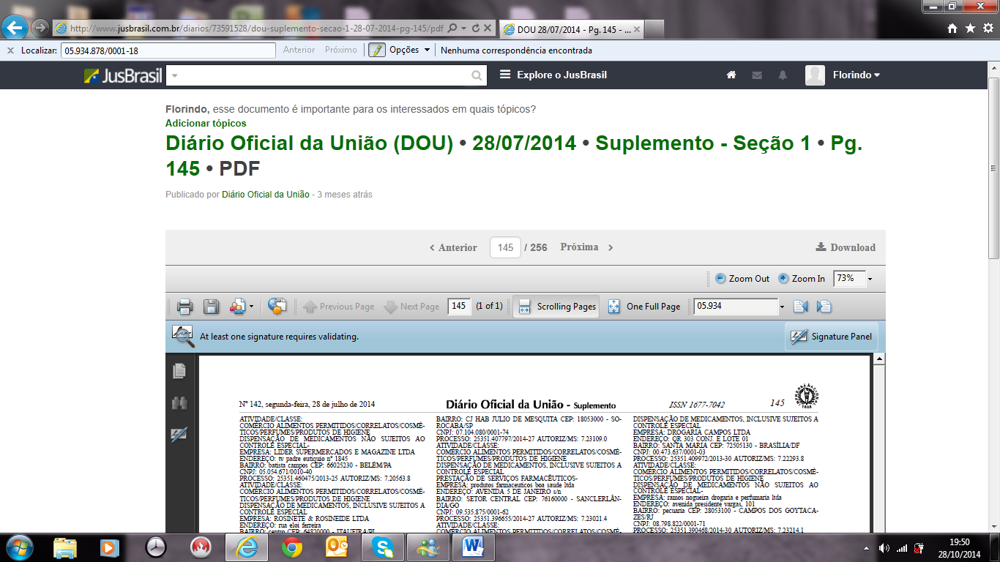 http://www.jusbrasil.com.br/diarios/73591528/dou-suplemento-secao-1-28-07-2014-pg-145/pdf
DOU 28/07/2014 - Pg. 145 - ...
x Localizar: 05.934.878/0001-18 Anterior Próximo Opções Nenhuma correspondência encontrada
JusBrasil Explore o JusBrasil Florindo
Florindo, esse documento é importante para os interessados em quais tópicos?
Adicionar tópicos
Diário Oficial da União (DOU) • 28/07/2014 • Suplemento - Seção 1 • Pg.
145 • PDF
Publicado por Diário Oficial da União - 3 meses atrás
Anterior 145 / 256 Próxima Download
Zoom Out Zoom In 73%
Previous Page Next Page 145 (1 of 1) Scrolling Pages One Full Page 05.934
At least one signature requires validating. Signature Panel
Nº 142, segunda-feira, 28 de julho de 2014 Diário Oficial da União - Suplemento ISSN 1677-7042 145
ATIVIDADE/CLASSE:
COMÉRCIO ALIMENTOS PERMITIDOS/CORRELATOS/COSMÉ-
TICOS/PERFUMES/PRODUTOS DE HIGIENE
DISPENSAÇÃO DE MEDICAMENTOS NÃO SUJEITOS AO
CONTROLE ESPECIAL-
EMPRESA: LIDER SUPERMERCADOS E MAGAZINE LTDA
ENDEREÇO: tv padre eutiquio nº 1845
BAIRRO: batista campos CEP: 66025230 - BELÉM/PA
CNPJ: 05.054.671/0010-40
PROCESSO: 25351.460475/2013-25 AUTORIZ/MS: 7.20563.8
ATIVIDADE/CLASSE:
COMÉRCIO ALIMENTOS PERMITIDOS/CORRELATOS/COSMÉ-
TICOS/PERFUMES/PRODUTOS DE HIGIENE
DISPENSAÇÃO DE MEDICAMENTOS, INCLUSIVE SUJEITOS A
CONTROLE ESPECIAL
EMPRESA: ROSINETE & ROSINEIDE LTDA
ENDEREÇO: rua eloi ferreira
BAIRRO: centro CEP: 64820000 - ITAUEIRA/PI
BAIRRO: CJ HAB JULIO DE MESQUITA CEP: 18053000 - SO-
ROCABA/SP
CNPJ: 07.104.080/0001-74
PROCESSO: 25351.407797/2014-27 AUTORIZ/MS: 7.23109.0
ATIVIDADE/CLASSE:
COMÉRCIO ALIMENTOS PERMITIDOS/CORRELATOS/COSMÉ-
TICOS/PERFUMES/PRODUTOS DE HIGIENE
DISPENSAÇÃO DE MEDICAMENTOS, INCLUSIVE SUJEITOS A
CONTROLE ESPECIAL
PRESTAÇÃO DE SERVIÇOS FARMACÊUTICOS-
EMPRESA: produtos farmaceuticos boa saude ltda
ENDEREÇO: AVENIDA 5 DE JANEIRO s/n
BAIRRO: SETOR CENTRAL CEP: 76160000 - SANCLERLÂN-
DIA/GO
CNPJ: 09.535.875/0001-62
PROCESSO: 25351.396655/2014-27 AUTORIZ/MS: 7.23021.4
ATIVIDADE/CLASSE:
COMÉRCIO ALIMENTOS PERMITIDOS/CORRELATOS/COSMÉ-
DISPENSAÇÃO DE MEDICAMENTOS, INCLUSIVE SUJEITOS A
CONTROLE ESPECIAL
EMPRESA: DROGARIA CAMPOS LTDA
ENDEREÇO: QR 303 CONJ. E LOTE 01
BAIRRO: SANTA MARIA CEP: 72505130 - BRASÍLIA/DF
CNPJ: 00.473.637/0001-03
PROCESSO: 25351.409972/2013-30 AUTORIZ/MS: 7.22293.8
ATIVIDADE/CLASSE:
COMÉRCIO ALIMENTOS PERMITIDOS/CORRELATOS/COSMÉ-
TICOS/PERFUMES/PRODUTOS DE HIGIENE
DISPENSAÇÃO DE MEDICAMENTOS NÃO SUJEITOS AO
CONTROLE ESPECIAL-
EMPRESA: ramos nogueira drogaria e perfumaria ltda
ENDEREÇO: avenida presidente vargas, 101
BAIRRO: pecuaria CEP: 28053100 - CAMPOS DOS GOYTACA-
ZES/RJ
CNPJ: 08.798.822/0001-71
PROCESSO: 25351.390468/2014-30 AUTORIZ/MS: 7.23214.1
19:50
28/10/2014